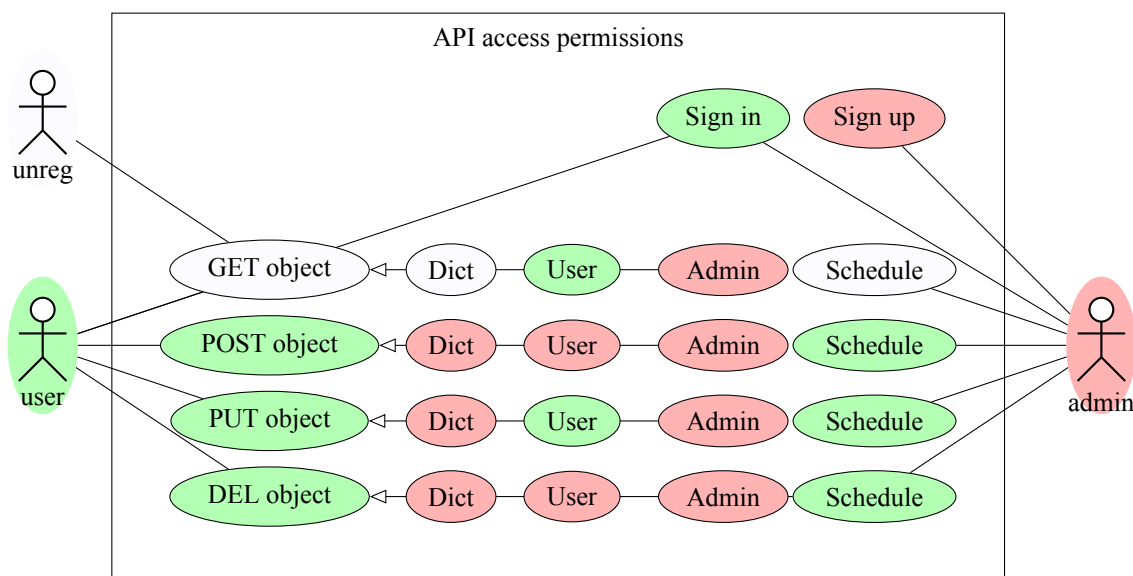 API access permissions
Sign in Sign up
unreg
GET object Dict User Admin Schedule
POST object Dict User Admin Schedule
user admin
PUT object Dict User Admin Schedule
DEL object Dict User Admin Schedule